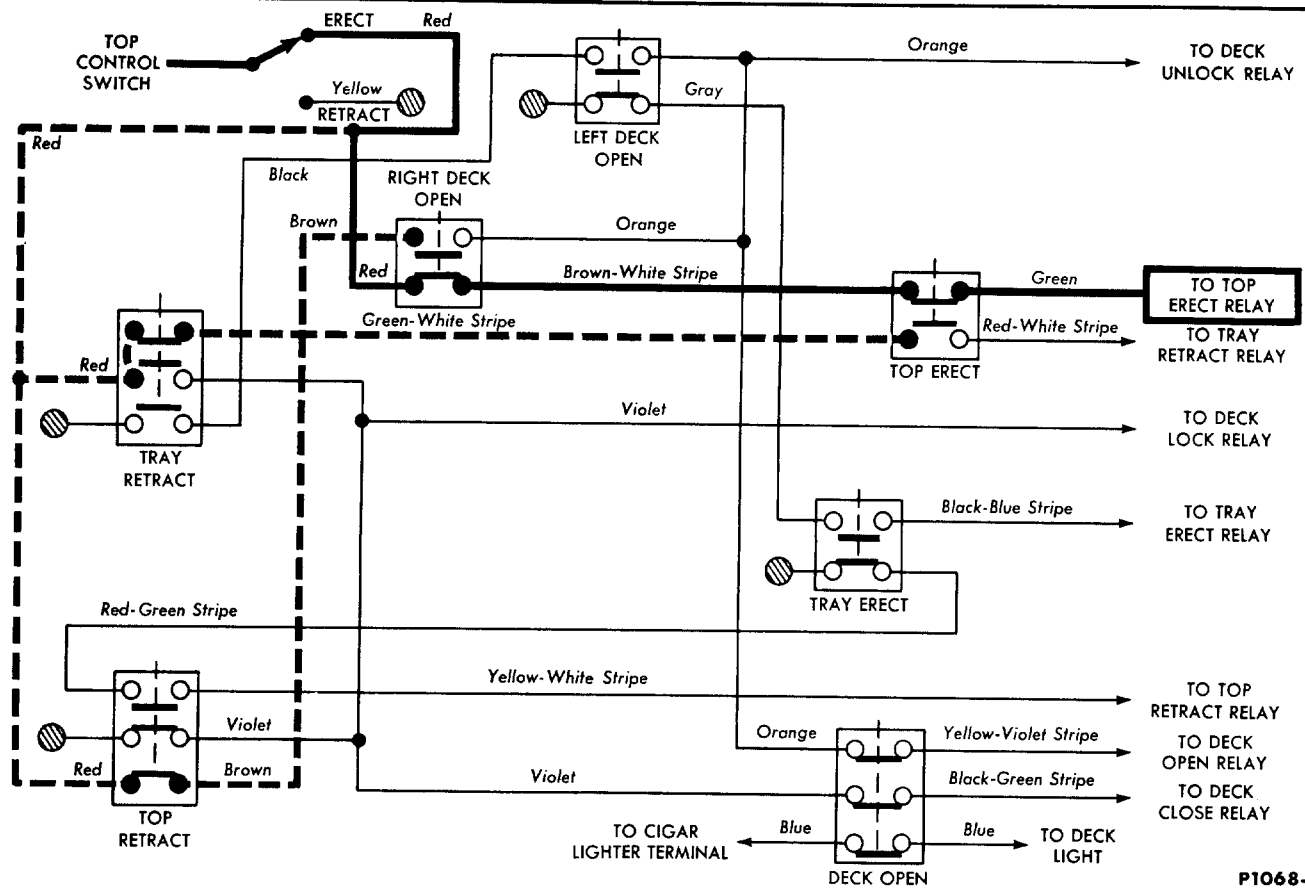 ERECT
Red
TOP
CONTROL
SWITCH
Yellow
RETRACT
Orange
TO DECK
UNLOCK RELAY
Gray
LEFT DECK
OPEN
Red
Black
RIGHT DECK
OPEN
Brown
Orange
Red
Brown-White Stripe
Green
TO TOP
ERECT RELAY
Green-White Stripe
Red-White Stripe
TO TRAY
RETRACT RELAY
TOP ERECT
Red
Violet
TO DECK
LOCK RELAY
TRAY
RETRACT
Black-Blue Stripe
TO TRAY
ERECT RELAY
TRAY ERECT
Red-Green Stripe
Yellow-White Stripe
TO TOP
RETRACT RELAY
Violet
Orange
Yellow-Violet Stripe
TO DECK
OPEN RELAY
Red
Brown
Violet
Black-Green Stripe
TO DECK
CLOSE RELAY
TOP
RETRACT
TO CIGAR
LIGHTER TERMINAL
Blue
Blue
TO DECK
LIGHT
DECK OPEN
P1068-